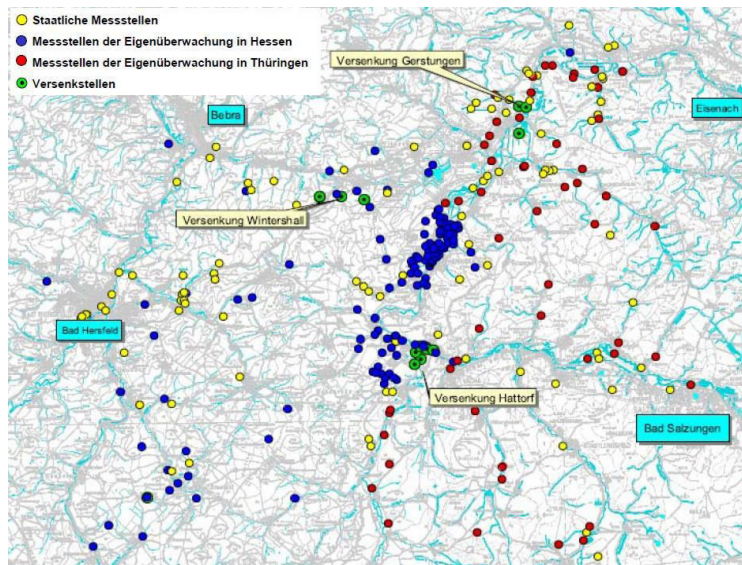 Staatliche Messstellen
Messstellen der Eigenüberwachung in Hessen
Messstellen der Eigenüberwachung in Thüringen
Versenkstellen
Versenkung Gerstungen
Eisenach
Bebra
Versenkung Wintershall
Bad Hersfeld
Versenkung Hattorf
Bad Salzungen